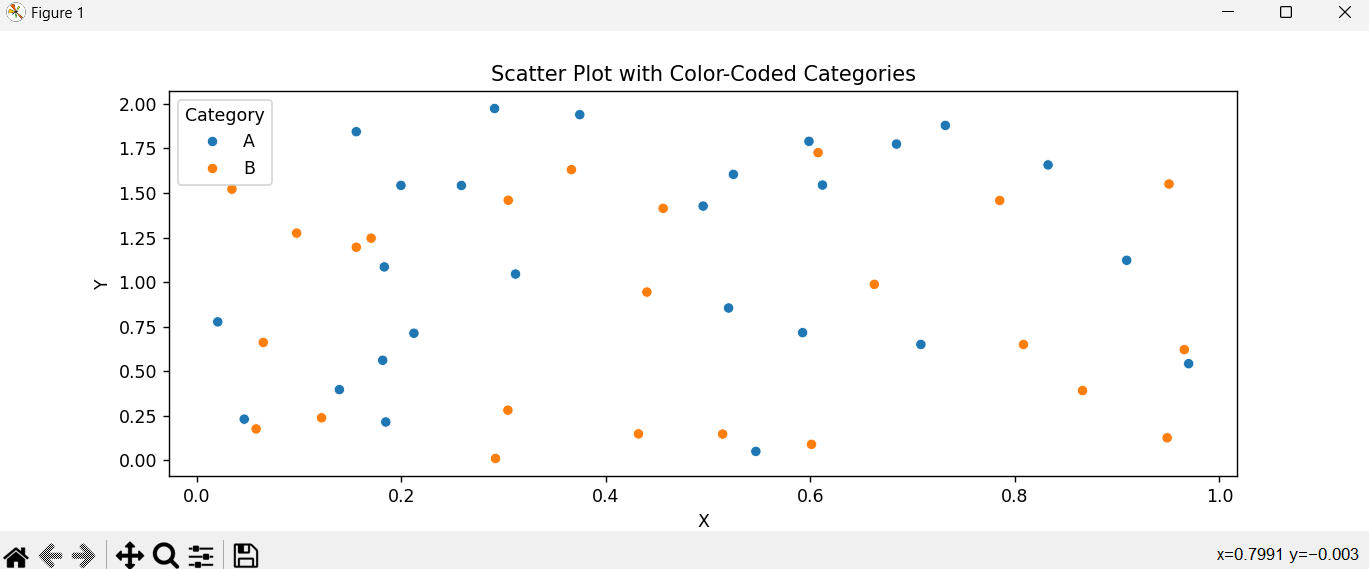 Figure 1
Scatter Plot with Color-Coded Categories
Category
A
B
2.00
1.75
1.50
1.25
1.00
0.75
0.50
0.25
0.00
Y
0.0 0.2 0.4 0.6 0.8 1.0
X
x=0.7991 y=−0.003